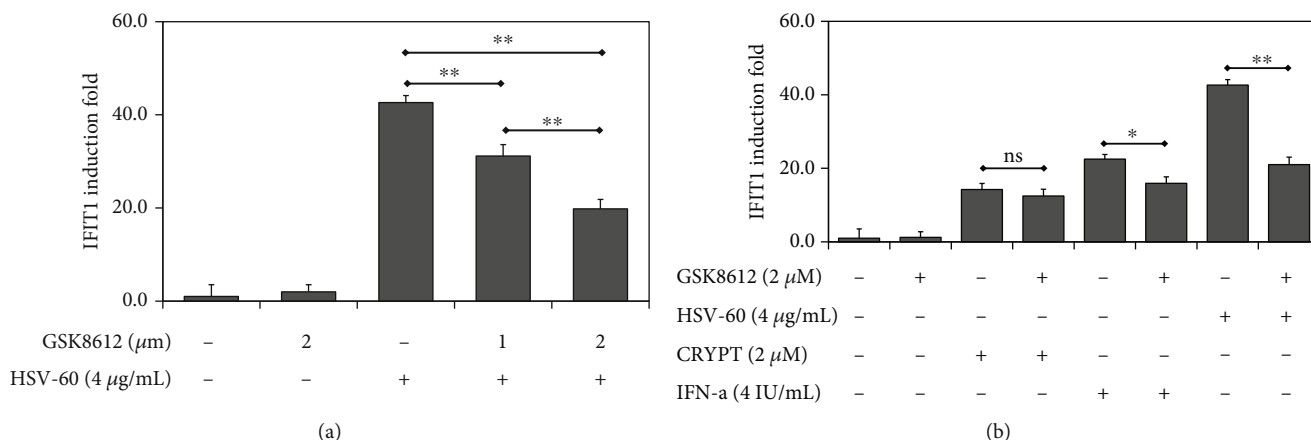 60.0
40.0
20.0
0.0
IFIT1 induction fold
**
**
**
GSK8612 (μm) – 2 – 1 2
HSV-60 (4 μg/mL) – – + + +
(a)
60.0
40.0
20.0
0.0
IFIT1 induction fold
ns
*
**
GSK8612 (2 μM) – + – + – + – +
HSV-60 (4 μg/mL) – – – – – – + +
CRYPT (2 μM) – – + + – – – –
IFN-a (4 IU/mL) – – – – + + – –
(b)